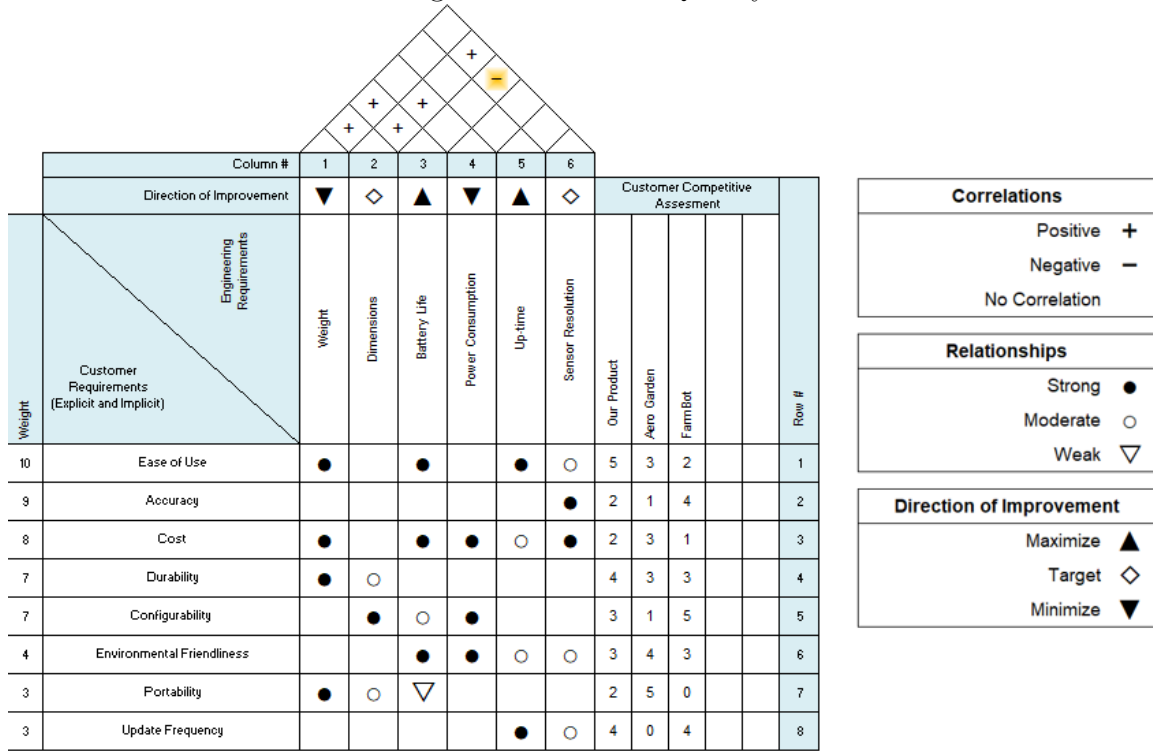 +
−
+ +
+ +
Column # 1 2 3 4 5 6
Direction of Improvement ▼ ◇ ▲ ▼ ▲ ◇
Customer Competitive
Assesment
Engineering
Requirements
Customer
Requirements
(Explicit and Implicit)
Weight
Weight
Dimensions
Battery Life
Power Consumption
Up-time
Sensor Resolution
Our Product
Aero Garden
FarmBot
Row #
10 Ease of Use ● ● ● ○ 5 3 2 1
9 Accuracy ● 2 1 4 2
8 Cost ● ● ● ○ ● 2 3 1 3
7 Durability ● ○ 4 3 3 4
7 Configurability ● ○ ● 3 1 5 5
4 Environmental Friendliness ● ● ○ ○ 3 4 3 6
3 Portability ● ○ ▽ 2 5 0 7
3 Update Frequency ● ○ 4 0 4 8
Correlations
Positive +
Negative −
No Correlation
Relationships
Strong ●
Moderate ○
Weak ▽
Direction of Improvement
Maximize ▲
Target ◇
Minimize ▼